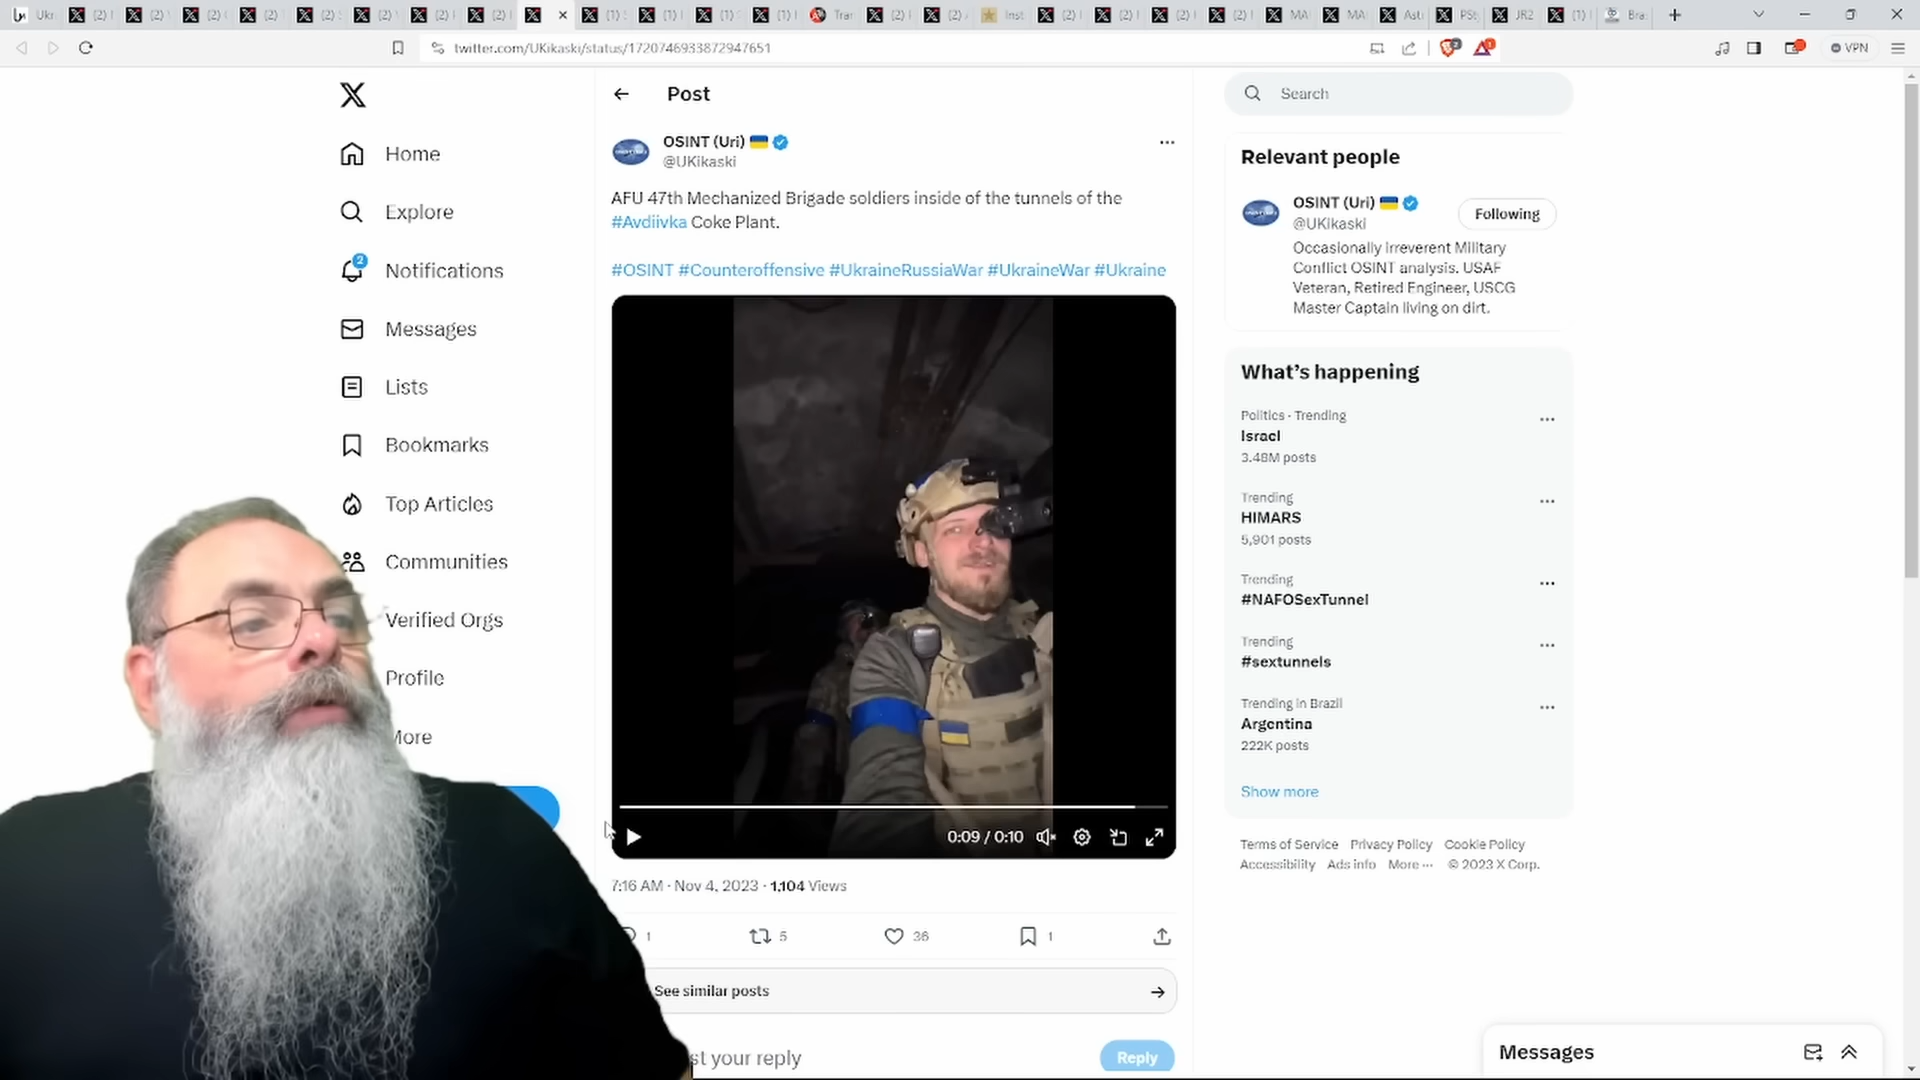 twitter.com/UKikaski/status/1720746933872947651
VPN
Home
Explore
2
Notifications
Messages
Lists
Bookmarks
Top Articles
Communities
Verified Orgs
Profile
More
Post
OSINT (Uri)
@UKikaski
AFU 47th Mechanized Brigade soldiers inside of the tunnels of the
#Avdiivka Coke Plant.
#OSINT #Counteroffensive #UkraineRussiaWar #UkraineWar #Ukraine
0:09 / 0:10
7:16 AM · Nov 4, 2023 · 1,104 Views
1
5
36
1
See similar posts
st your reply
Reply
Search
Relevant people
OSINT (Uri)
@UKikaski
Following
Occasionally Irreverent Military
Conflict OSINT analysis. USAF
Veteran, Retired Engineer, USCG
Master Captain living on dirt.
What's happening
Politics · Trending
Israel
3.48M posts
Trending
HIMARS
5,901 posts
Trending
#NAFOSexTunnel
Trending
#sextunnels
Trending in Brazil
Argentina
222K posts
Show more
Terms of Service Privacy Policy Cookie Policy
Accessibility Ads info More ··· © 2023 X Corp.
Messages